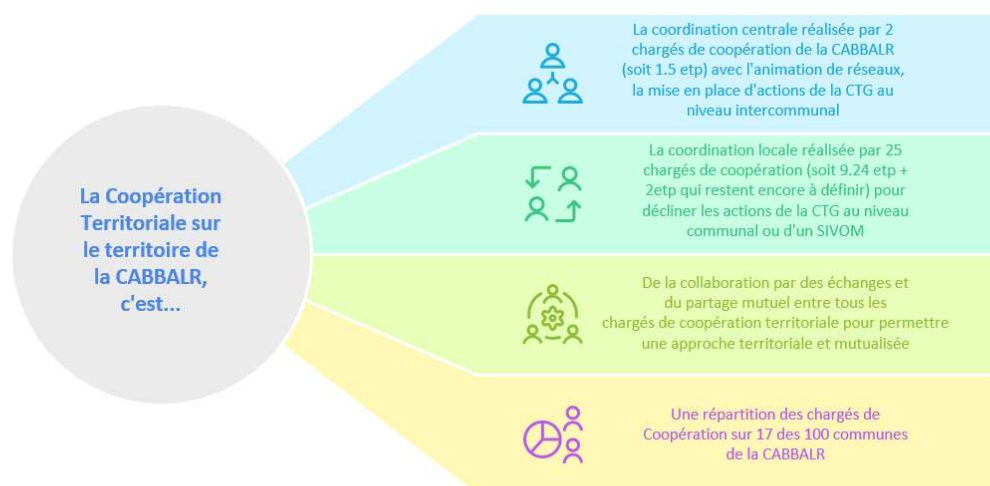 La Coopération
Territoriale sur
le territoire de
la CABBALR,
c'est...
La coordination centrale réalisée par 2
chargés de coopération de la CABBALR
(soit 1.5 etp) avec l'animation de réseaux,
la mise en place d'actions de la CTG au
niveau intercommunal
La coordination locale réalisée par 25
chargés de coopération (soit 9.24 etp +
2etp qui restent encore à définir) pour
décliner les actions de la CTG au niveau
communal ou d'un SIVOM
De la collaboration par des échanges et
du partage mutuel entre tous les
chargés de coopération territoriale pour permettre
une approche territoriale et mutualisée
Une répartition des chargés de
Coopération sur 17 des 100 communes
de la CABBALR